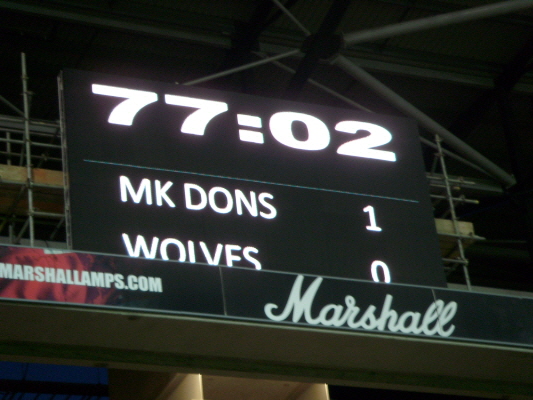 77:02
MK DONS 1
WOLVES 0
MARSHALLAMPS.COM
Marshall